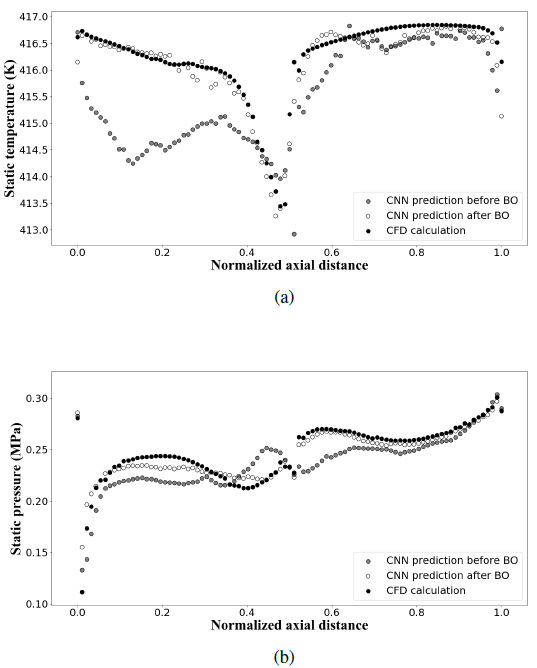 417.0
416.5
416.0
415.5
415.0
414.5
414.0
413.5
413.0
Static temperature (K)
CNN prediction before BO
CNN prediction after BO
CFD calculation
0.0 0.2 0.4 0.6 0.8 1.0
Normalized axial distance
(a)
0.30
0.25
0.20
0.15
0.10
Static pressure (MPa)
CNN prediction before BO
CNN prediction after BO
CFD calculation
0.0 0.2 0.4 0.6 0.8 1.0
Normalized axial distance
(b)